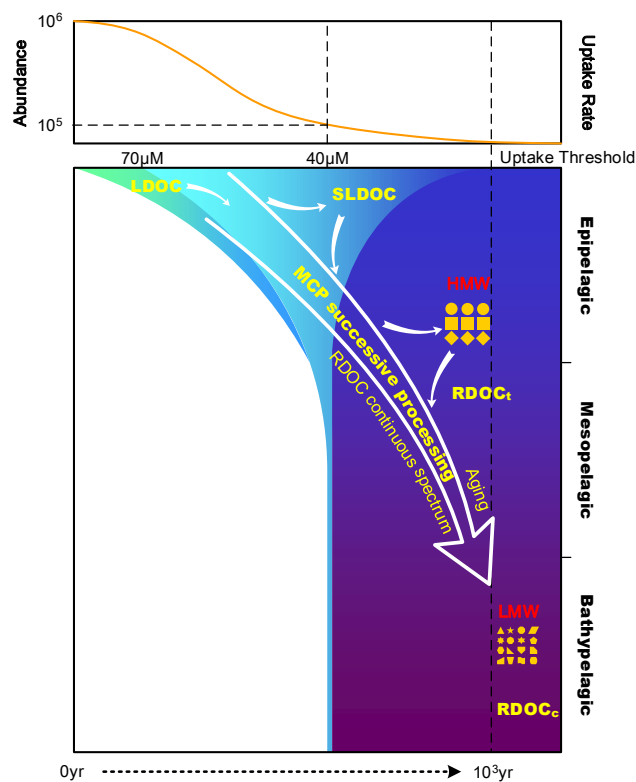 10⁶
Abundance
10⁵
Uptake Rate
70μM
40μM
Uptake Threshold
LDOC
SLDOC
Epipelagic
HMW
MCP successive processing
RDOC continuous spectrum
RDOCₜ
Aging
Mesopelagic
LMW
RDOC꜀
Bathypelagic
0yr
10³yr